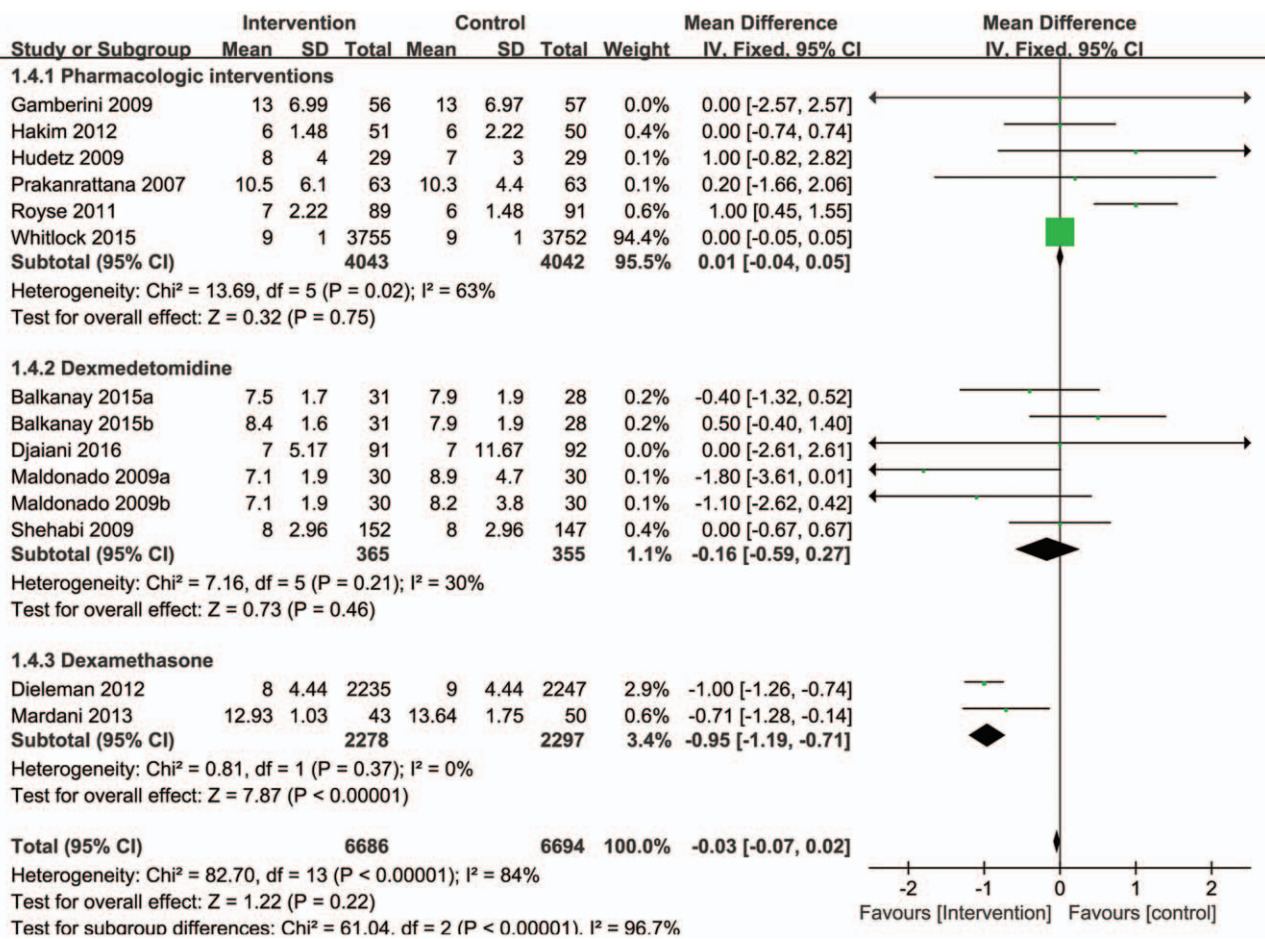 Intervention Control Mean Difference Mean Difference
Study or Subgroup Mean SD Total Mean SD Total Weight IV, Fixed, 95% CI IV, Fixed, 95% CI
1.4.1 Pharmacologic interventions
Gamberini 2009 13 6.99 56 13 6.97 57 0.0% 0.00 [-2.57, 2.57]
Hakim 2012 6 1.48 51 6 2.22 50 0.4% 0.00 [-0.74, 0.74]
Hudetz 2009 8 4 29 7 3 29 0.1% 1.00 [-0.82, 2.82]
Prakanrattana 2007 10.5 6.1 63 10.3 4.4 63 0.1% 0.20 [-1.66, 2.06]
Royse 2011 7 2.22 89 6 1.48 91 0.6% 1.00 [0.45, 1.55]
Whitlock 2015 9 1 3755 9 1 3752 94.4% 0.00 [-0.05, 0.05]
Subtotal (95% CI) 4043 4042 95.5% 0.01 [-0.04, 0.05]
Heterogeneity: Chi² = 13.69, df = 5 (P = 0.02); I² = 63%
Test for overall effect: Z = 0.32 (P = 0.75)
1.4.2 Dexmedetomidine
Balkanay 2015a 7.5 1.7 31 7.9 1.9 28 0.2% -0.40 [-1.32, 0.52]
Balkanay 2015b 8.4 1.6 31 7.9 1.9 28 0.2% 0.50 [-0.40, 1.40]
Djaiani 2016 7 5.17 91 7 11.67 92 0.0% 0.00 [-2.61, 2.61]
Maldonado 2009a 7.1 1.9 30 8.9 4.7 30 0.1% -1.80 [-3.61, 0.01]
Maldonado 2009b 7.1 1.9 30 8.2 3.8 30 0.1% -1.10 [-2.62, 0.42]
Shehabi 2009 8 2.96 152 8 2.96 147 0.4% 0.00 [-0.67, 0.67]
Subtotal (95% CI) 365 355 1.1% -0.16 [-0.59, 0.27]
Heterogeneity: Chi² = 7.16, df = 5 (P = 0.21); I² = 30%
Test for overall effect: Z = 0.73 (P = 0.46)
1.4.3 Dexamethasone
Dieleman 2012 8 4.44 2235 9 4.44 2247 2.9% -1.00 [-1.26, -0.74]
Mardani 2013 12.93 1.03 43 13.64 1.75 50 0.6% -0.71 [-1.28, -0.14]
Subtotal (95% CI) 2278 2297 3.4% -0.95 [-1.19, -0.71]
Heterogeneity: Chi² = 0.81, df = 1 (P = 0.37); I² = 0%
Test for overall effect: Z = 7.87 (P < 0.00001)
Total (95% CI) 6686 6694 100.0% -0.03 [-0.07, 0.02]
Heterogeneity: Chi² = 82.70, df = 13 (P < 0.00001); I² = 84%
Test for overall effect: Z = 1.22 (P = 0.22)
Test for subgroup differences: Chi² = 61.04, df = 2 (P < 0.00001), I² = 96.7%
-2 -1 0 1 2
Favours [Intervention] Favours [control]